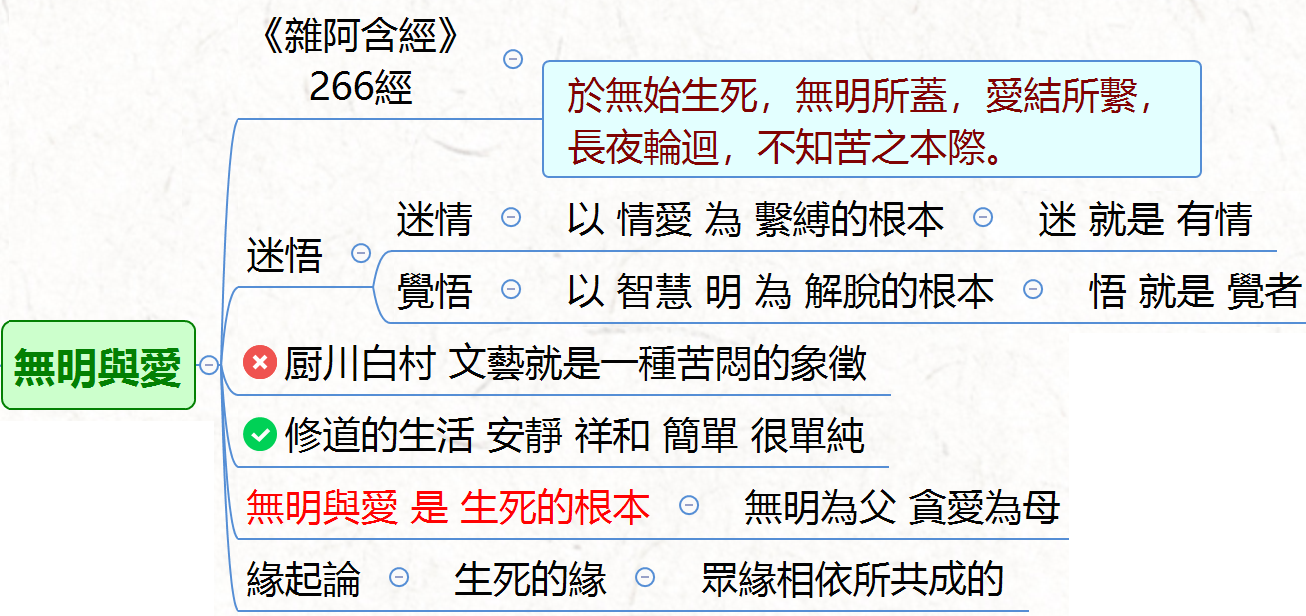 《雜阿含經》
266經
於無始生死，無明所蓋，愛結所繫，
長夜輪迴，不知苦之本際。
迷悟
迷情 以 情愛 為 繫縛的根本 迷 就是 有情
覺悟 以 智慧 明 為 解脫的根本 悟 就是 覺者
無明與愛
厨川白村 文藝就是一種苦悶的象徵
修道的生活 安靜 祥和 簡單 很單純
無明與愛 是 生死的根本 無明為父 貪愛為母
緣起論 生死的緣 眾緣相依所共成的